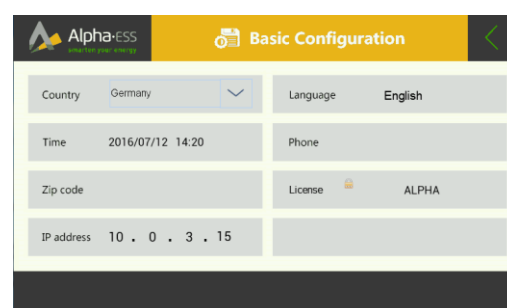 Alpha·ESS
smarten your energy
Basic Configuration
Country Germany
Language English
Time 2016/07/12 14:20
Phone
Zip code
License ALPHA
IP address 10 . 0 . 3 . 15